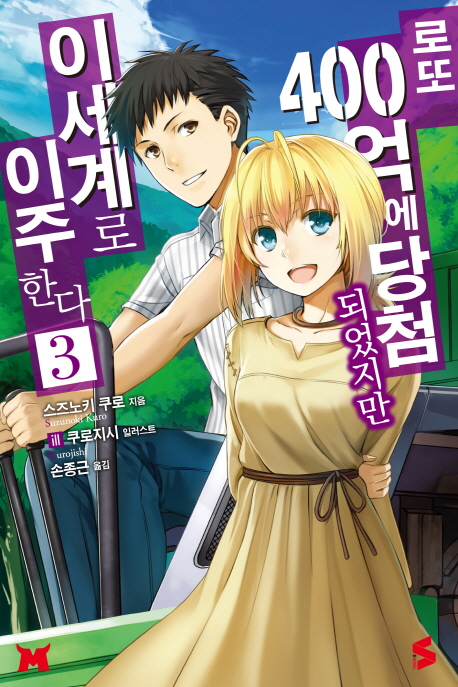 로또
400억에 당첨
되었지만
이세계로
이주한다
3
스즈노키 쿠로 지음
Suzunoki Kuro
ill 쿠로지시 일러스트
urojishi
손종근 옮김
M
S